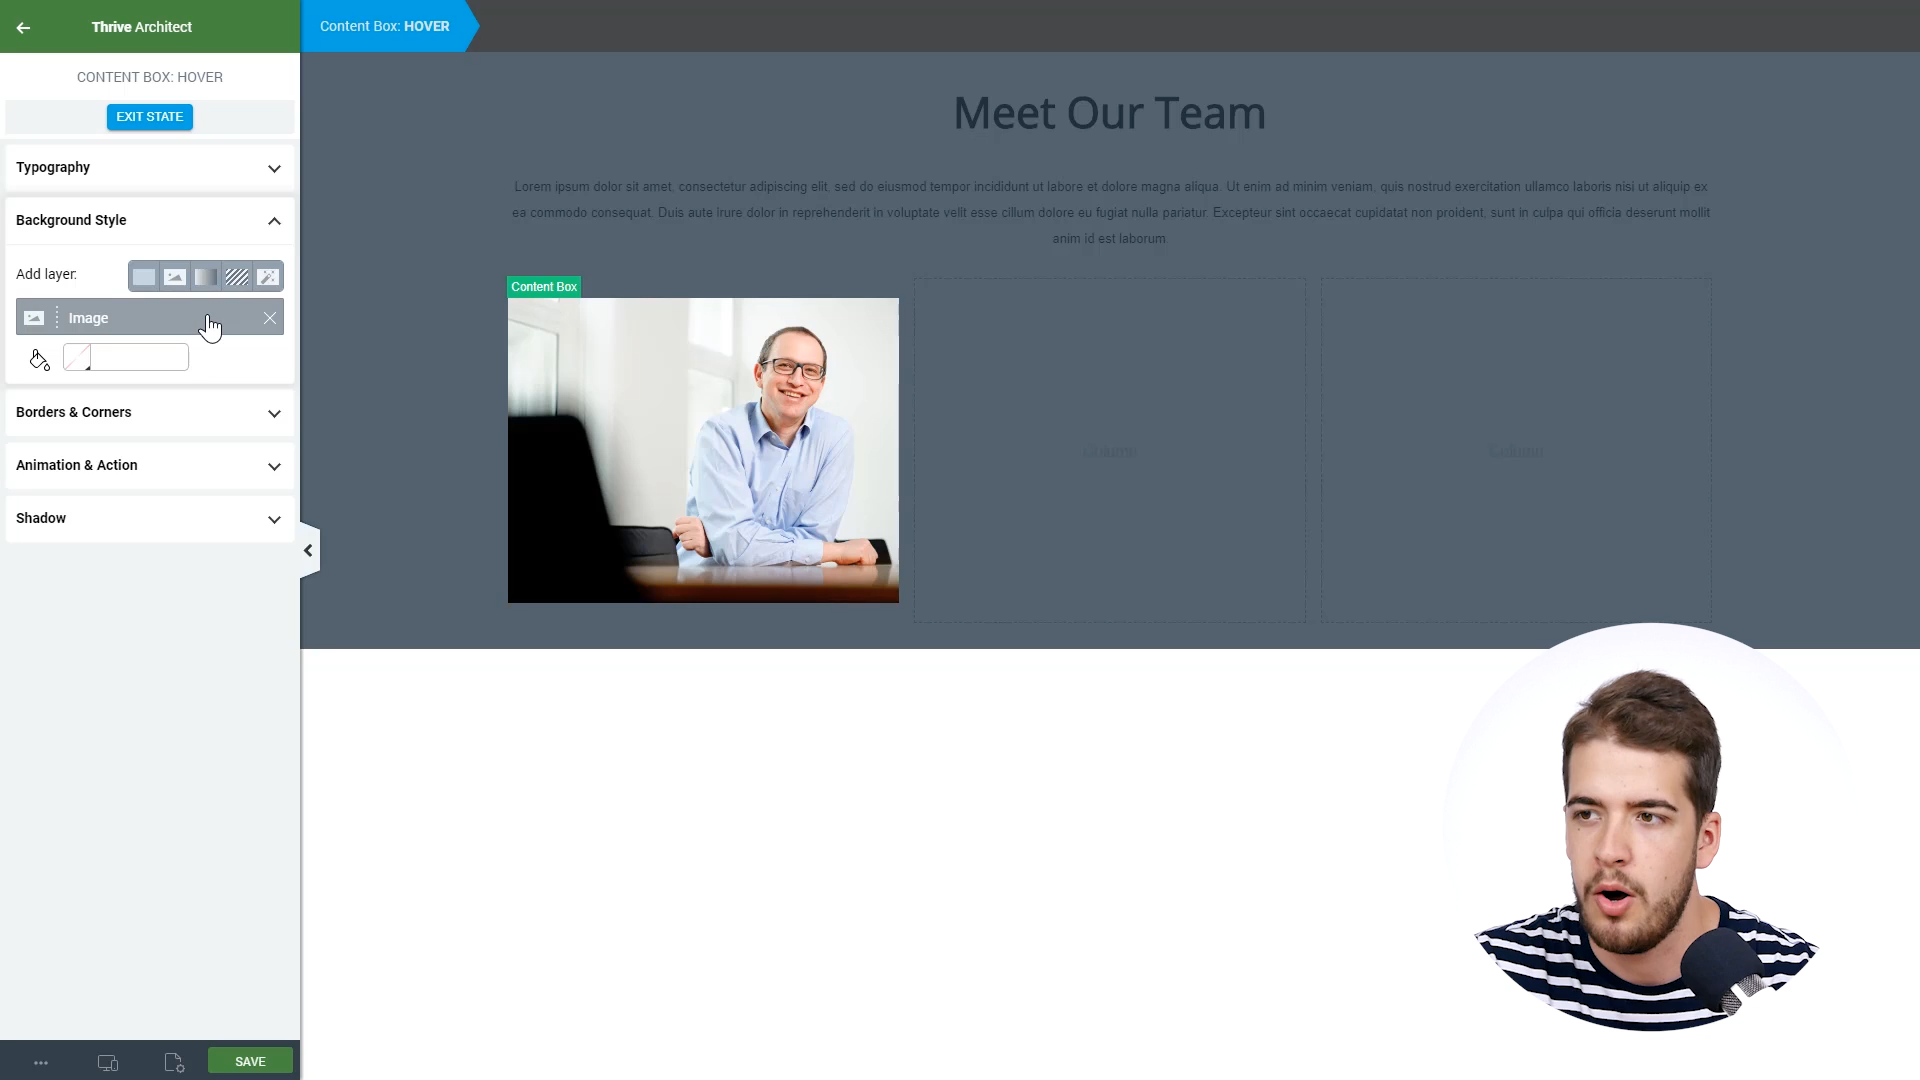 Thrive Architect
Content Box: HOVER
CONTENT BOX: HOVER
EXIT STATE
Typography
Background Style
Add layer:
Image
Borders & Corners
Animation & Action
Shadow
SAVE
Meet Our Team
Lorem ipsum dolor sit amet, consectetur adipiscing elit, sed do eiusmod tempor incididunt ut labore et dolore magna aliqua. Ut enim ad minim veniam, quis nostrud exercitation ullamco laboris nisi ut aliquip ex
ea commodo consequat. Duis aute irure dolor in reprehenderit in voluptate velit esse cillum dolore eu fugiat nulla pariatur. Excepteur sint occaecat cupidatat non proident, sunt in culpa qui officia deserunt mollit
anim id est laborum.
Content Box
Column
Column